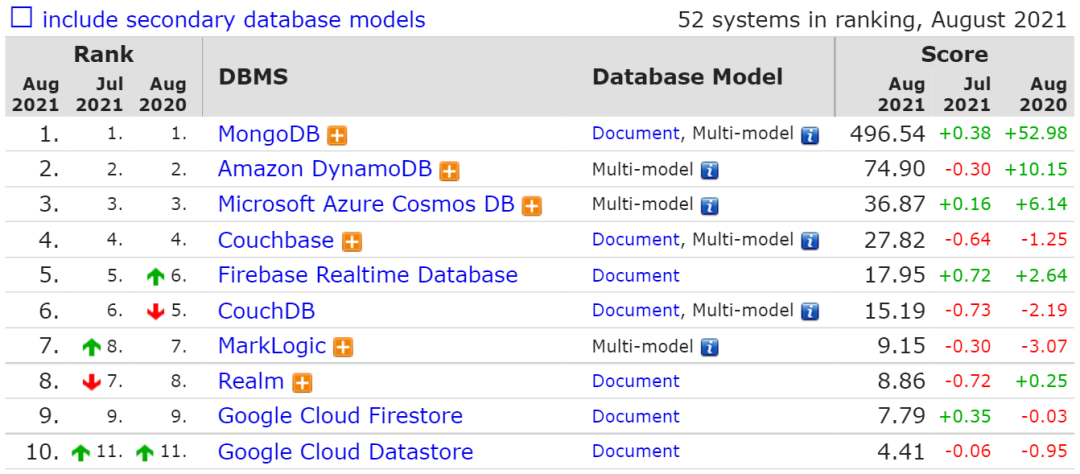 include secondary database models 52 systems in ranking, August 2021
Rank DBMS Database Model Score
Aug 2021 Jul 2021 Aug 2020 Aug 2021 Jul 2021 Aug 2020
1. 1. 1. MongoDB Document, Multi-model 496.54 +0.38 +52.98
2. 2. 2. Amazon DynamoDB Multi-model 74.90 -0.30 +10.15
3. 3. 3. Microsoft Azure Cosmos DB Multi-model 36.87 +0.16 +6.14
4. 4. 4. Couchbase Document, Multi-model 27.82 -0.64 -1.25
5. 5. 6. Firebase Realtime Database Document 17.95 +0.72 +2.64
6. 6. 5. CouchDB Document, Multi-model 15.19 -0.73 -2.19
7. 8. 7. MarkLogic Multi-model 9.15 -0.30 -3.07
8. 7. 8. Realm Document 8.86 -0.72 +0.25
9. 9. 9. Google Cloud Firestore Document 7.79 +0.35 -0.03
10. 11. 11. Google Cloud Datastore Document 4.41 -0.06 -0.95